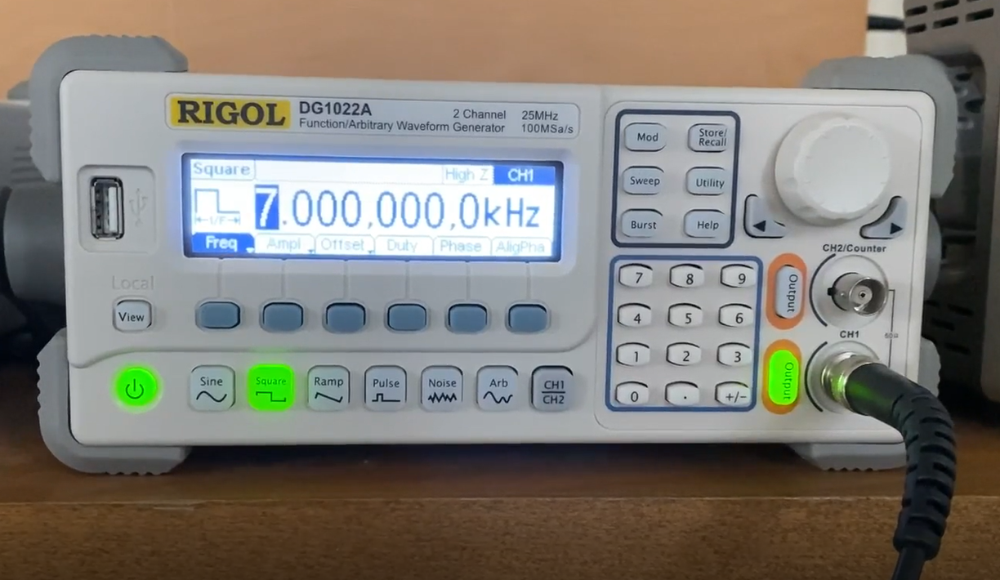 RIGOL DG1022A 2 Channel 25MHz
Function/Arbitrary Waveform Generator 100MSa/s
Square High Z CH1
7.000,000,0kHz
1/F
Freq Ampl Offset Duty Phase AligPha
Local
View
Sine Square Ramp Pulse Noise Arb CH1
CH2
Mod Store/
Recall
Sweep Utility
Burst Help
7 8 9
4 5 6
1 2 3
0 . +/-
CH2/Counter
Output
CH1
Output
50Ω